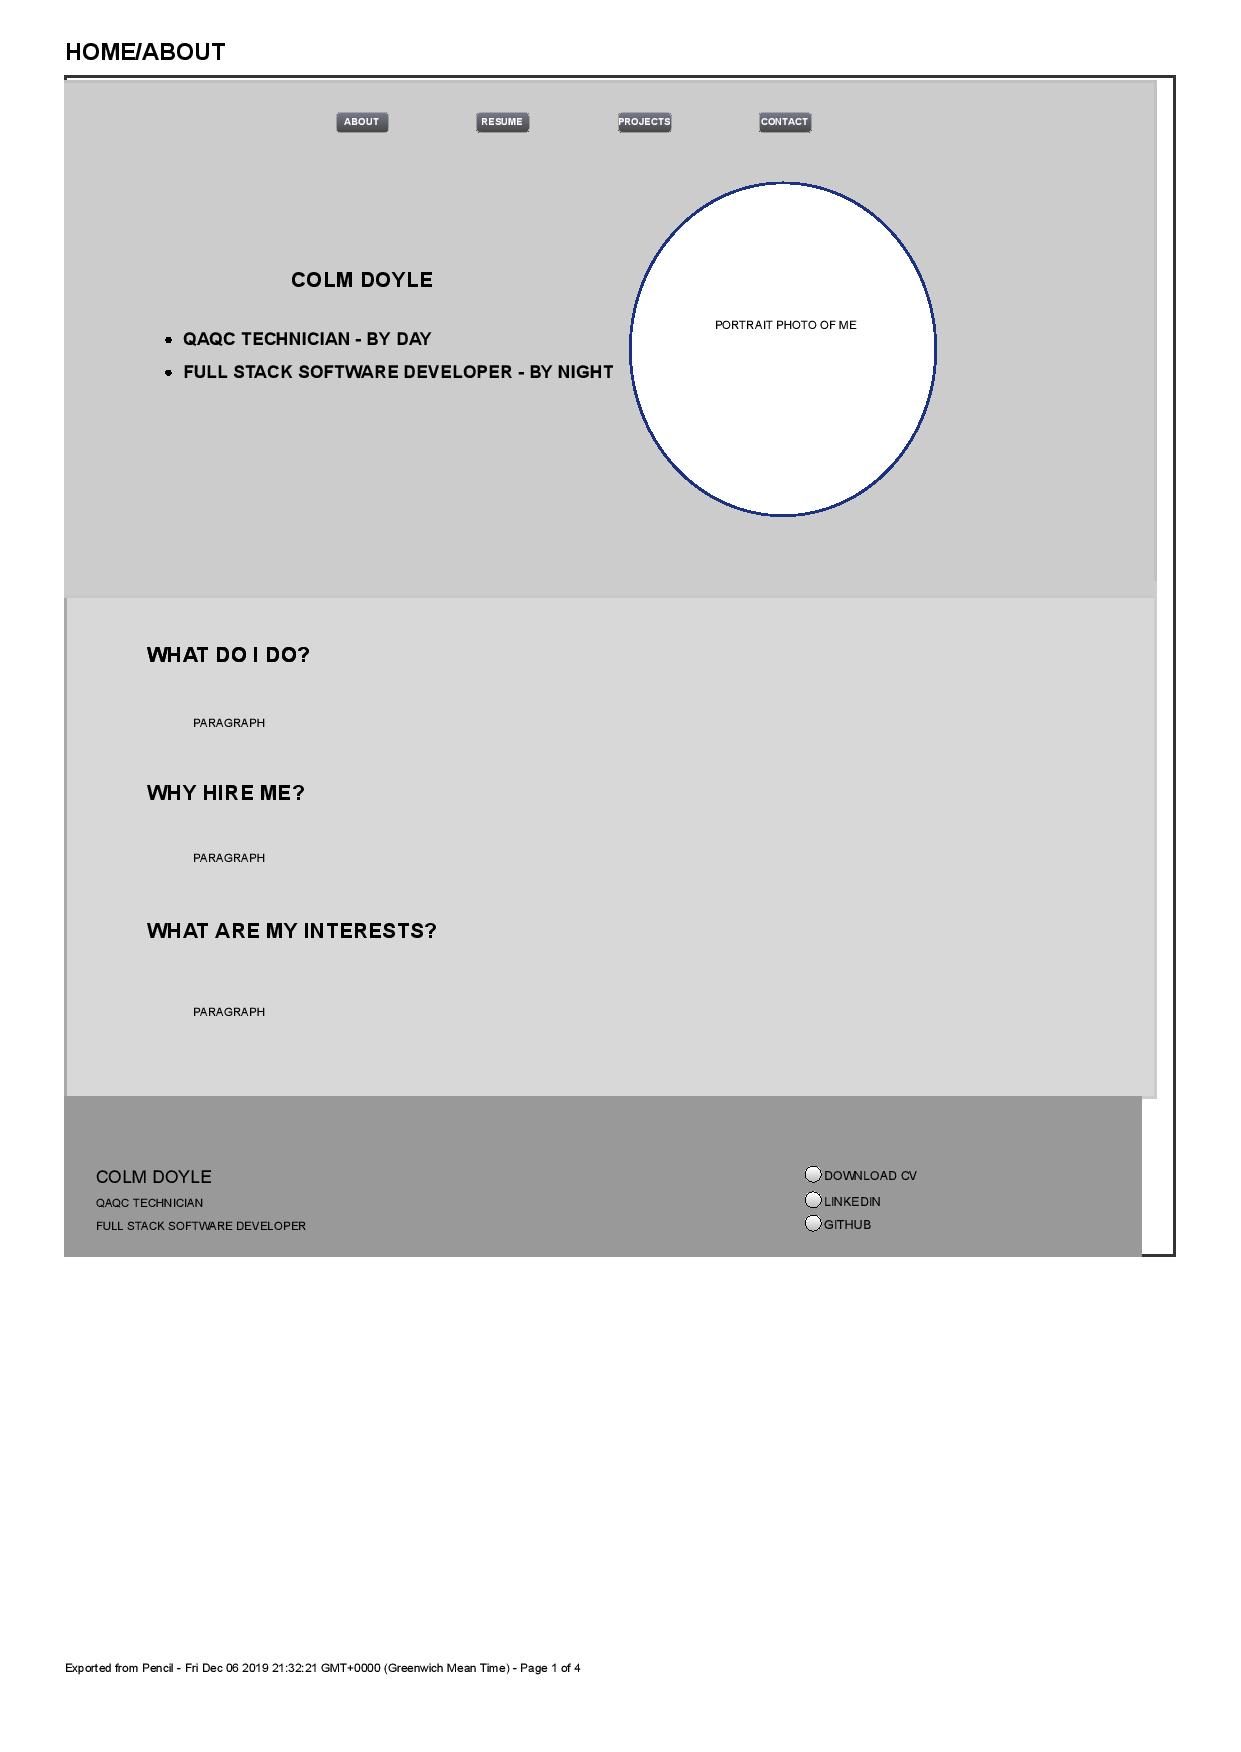 HOME/ABOUT
ABOUT RESUME PROJECTS CONTACT
COLM DOYLE
PORTRAIT PHOTO OF ME
• QAQC TECHNICIAN - BY DAY
• FULL STACK SOFTWARE DEVELOPER - BY NIGHT
WHAT DO I DO?
PARAGRAPH
WHY HIRE ME?
PARAGRAPH
WHAT ARE MY INTERESTS?
PARAGRAPH
COLM DOYLE
QAQC TECHNICIAN
FULL STACK SOFTWARE DEVELOPER
DOWNLOAD CV
LINKEDIN
GITHUB
Exported from Pencil - Fri Dec 06 2019 21:32:21 GMT+0000 (Greenwich Mean Time) - Page 1 of 4